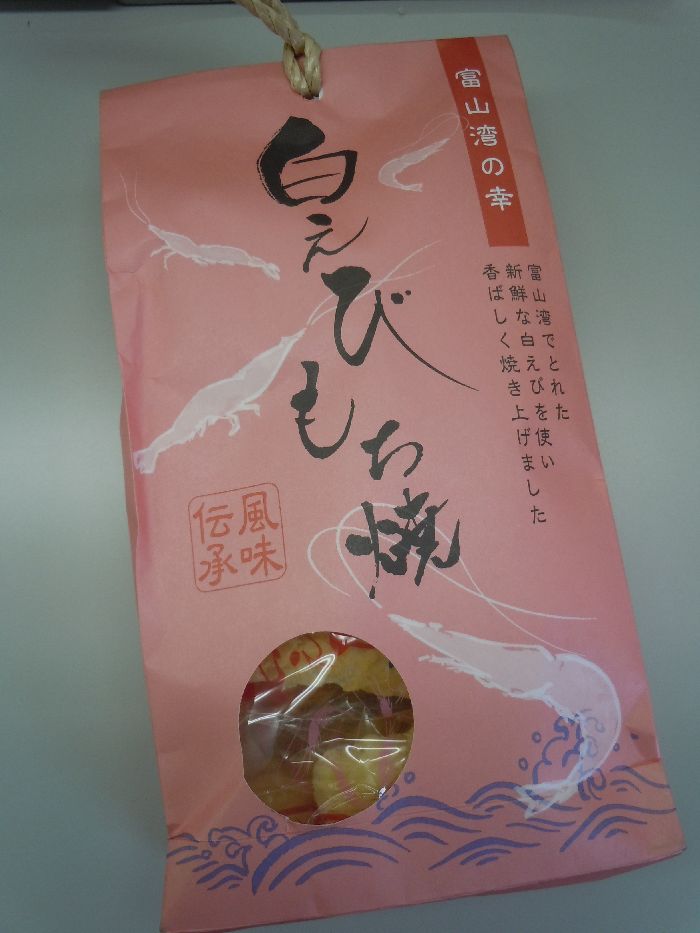 富山湾の幸
富山湾でとれた
新鮮な白えびを使い
香ばしく焼き上げました
白えびもち焼
風味
伝承